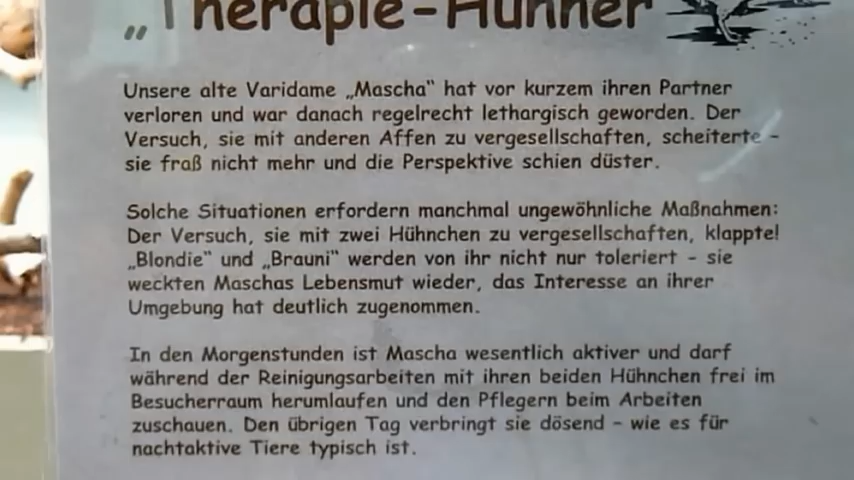 „Therapie-Hühner
Unsere alte Varidame „Mascha“ hat vor kurzem ihren Partner
verloren und war danach regelrecht lethargisch geworden. Der
Versuch, sie mit anderen Affen zu vergesellschaften, scheiterte –
sie fraß nicht mehr und die Perspektive schien düster.
Solche Situationen erfordern manchmal ungewöhnliche Maßnahmen:
Der Versuch, sie mit zwei Hühnchen zu vergesellschaften, klappte!
„Blondie“ und „Brauni“ werden von ihr nicht nur toleriert – sie
weckten Maschas Lebensmut wieder, das Interesse an ihrer
Umgebung hat deutlich zugenommen.
In den Morgenstunden ist Mascha wesentlich aktiver und darf
während der Reinigungsarbeiten mit ihren beiden Hühnchen frei im
Besucherraum herumlaufen und den Pflegern beim Arbeiten
zuschauen. Den übrigen Tag verbringt sie dösend – wie es für
nachtaktive Tiere typisch ist.